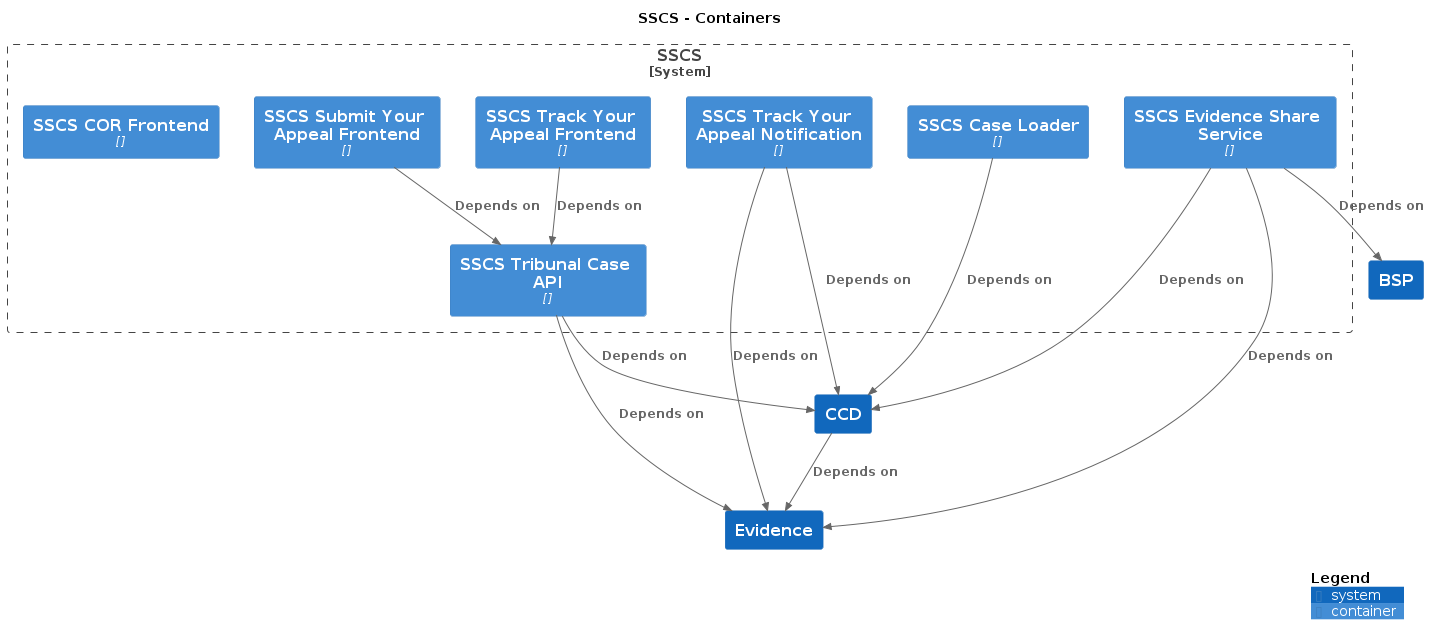 SSCS - Containers
SSCS
[System]
SSCS COR Frontend
[]
SSCS Submit Your
Appeal Frontend
[]
SSCS Track Your
Appeal Frontend
[]
SSCS Track Your
Appeal Notification
[]
SSCS Case Loader
[]
SSCS Evidence Share
Service
[]
Depends on
Depends on
Depends on
SSCS Tribunal Case
API
[]
BSP
Depends on
Depends on
Depends on
Depends on
Depends on
Depends on
CCD
Depends on
Depends on
Evidence
Legend
system
container